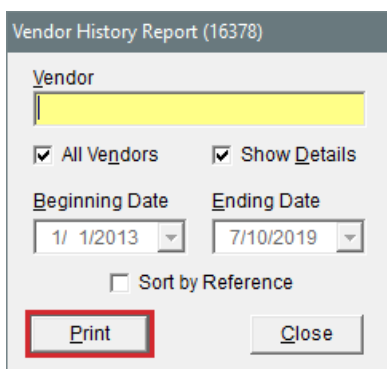 Vendor History Report (16378)
Vendor
All Vendors Show Details
Beginning Date Ending Date
1/ 1/2013 7/10/2019
Sort by Reference
Print Close